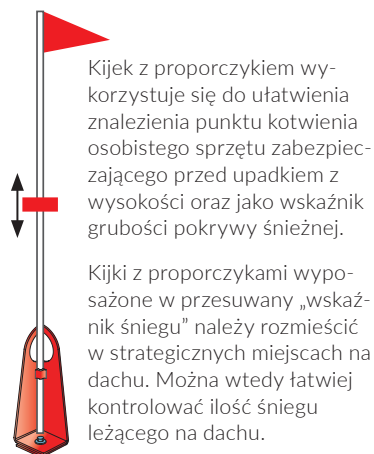 Kijek z proporczykiem wy-
korzystuje się do ułatwienia
znalezienia punktu kotwienia
osobistego sprzętu zabezpiec-
zającego przed upadkiem z
wysokości oraz jako wskaźnik
grubości pokrywy śnieżnej.
Kijki z proporczykami wypo-
sażone w przesuwany „wskaź-
nik śniegu” należy rozmieścić
w strategicznych miejscach na
dachu. Można wtedy łatwiej
kontrolować ilość śniegu
leżącego na dachu.